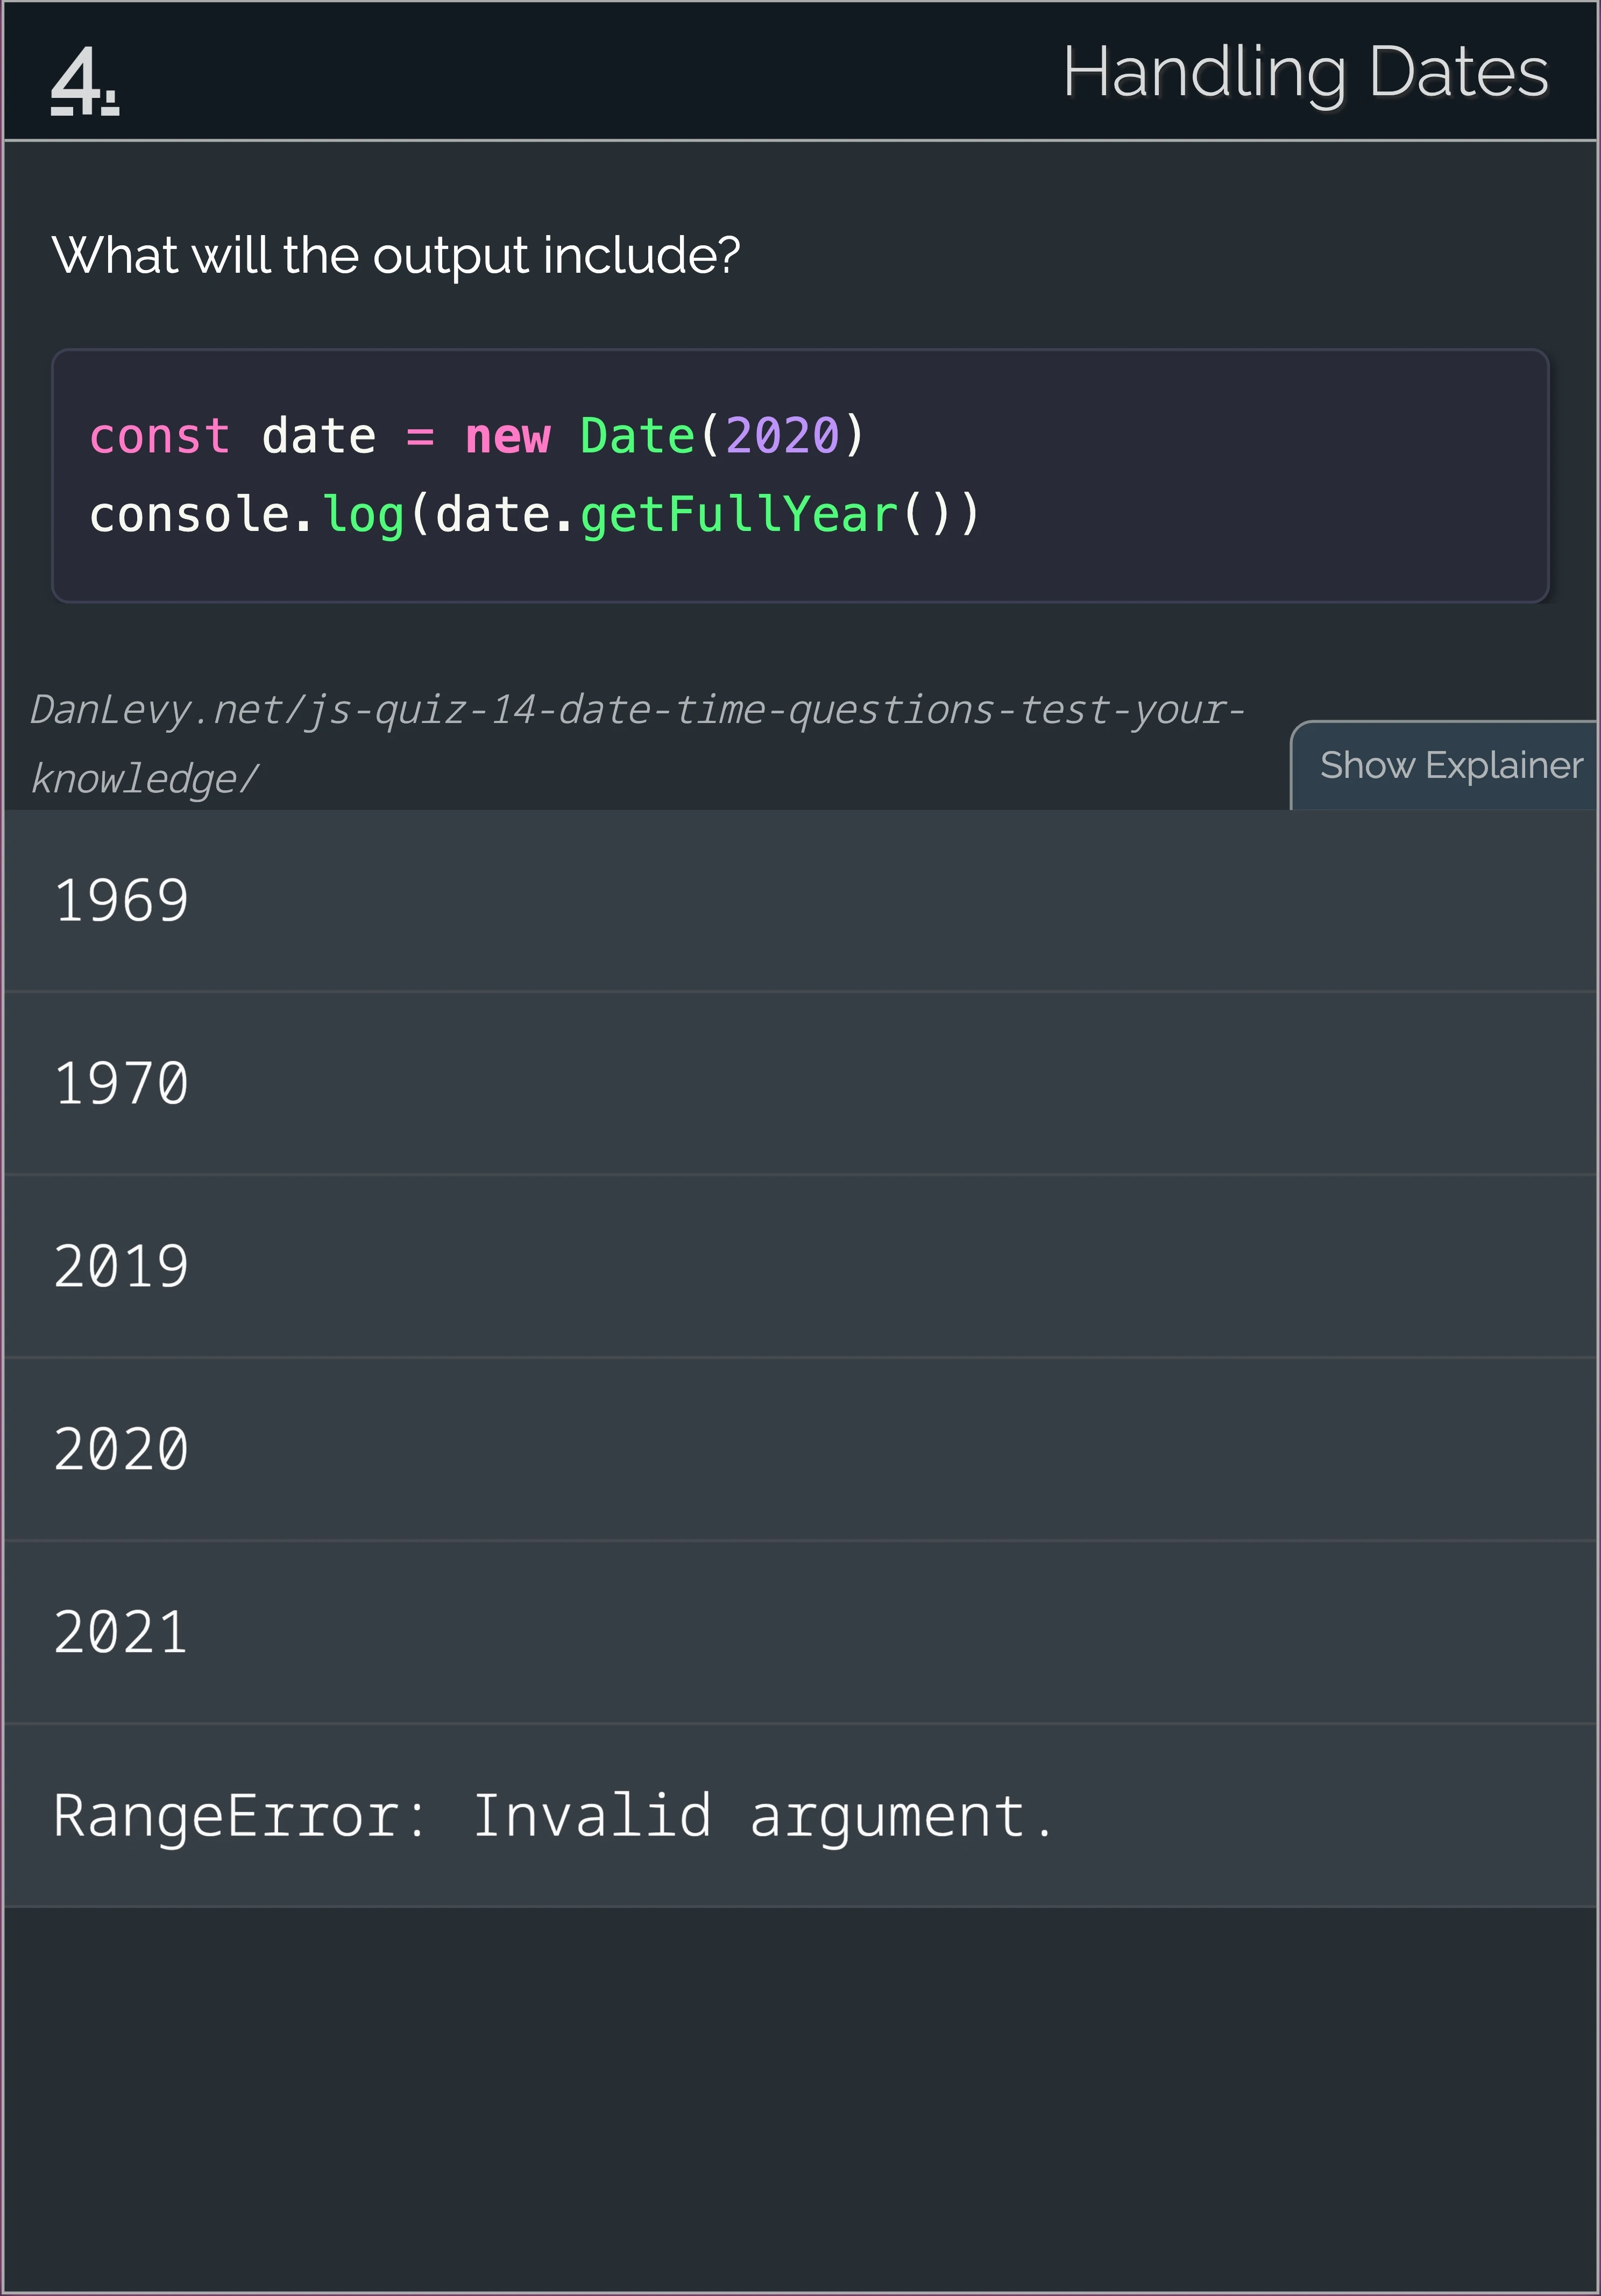 4.
Handling Dates
What will the output include?
const date = new Date(2020)
console.log(date.getFullYear())
DanLevy.net/js-quiz-14-date-time-questions-test-your-
knowledge/
Show Explainer
1969
1970
2019
2020
2021
RangeError: Invalid argument.